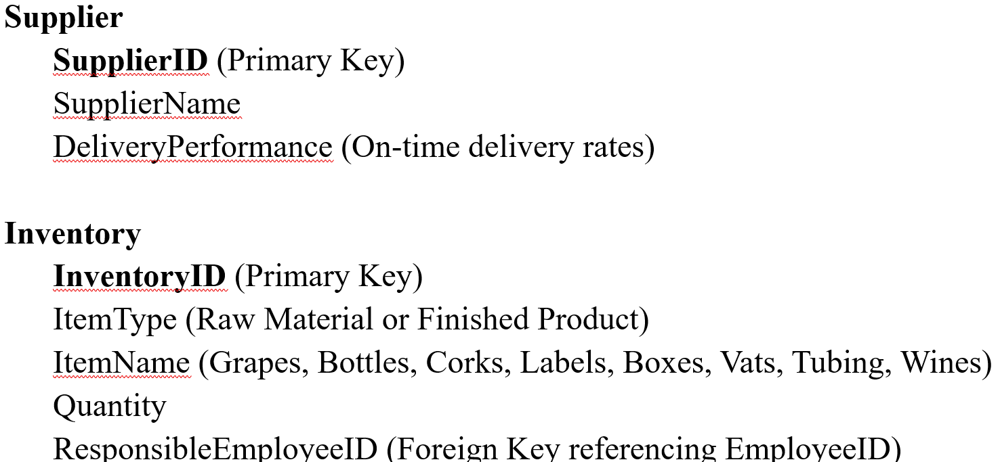 Supplier
SupplierID (Primary Key)
SupplierName
DeliveryPerformance (On-time delivery rates)
Inventory
InventoryID (Primary Key)
ItemType (Raw Material or Finished Product)
ItemName (Grapes, Bottles, Corks, Labels, Boxes, Vats, Tubing, Wines)
Quantity
ResponsibleEmployeeID (Foreign Key referencing EmployeeID)